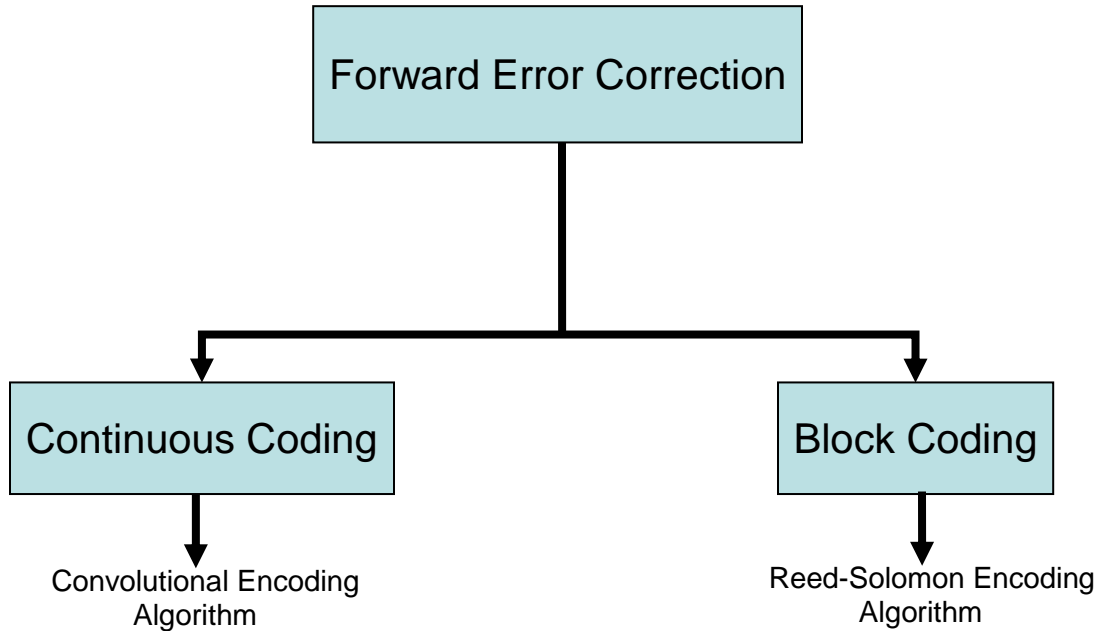 Forward Error Correction
Continuous Coding
Block Coding
Convolutional Encoding
Algorithm
Reed-Solomon Encoding
Algorithm